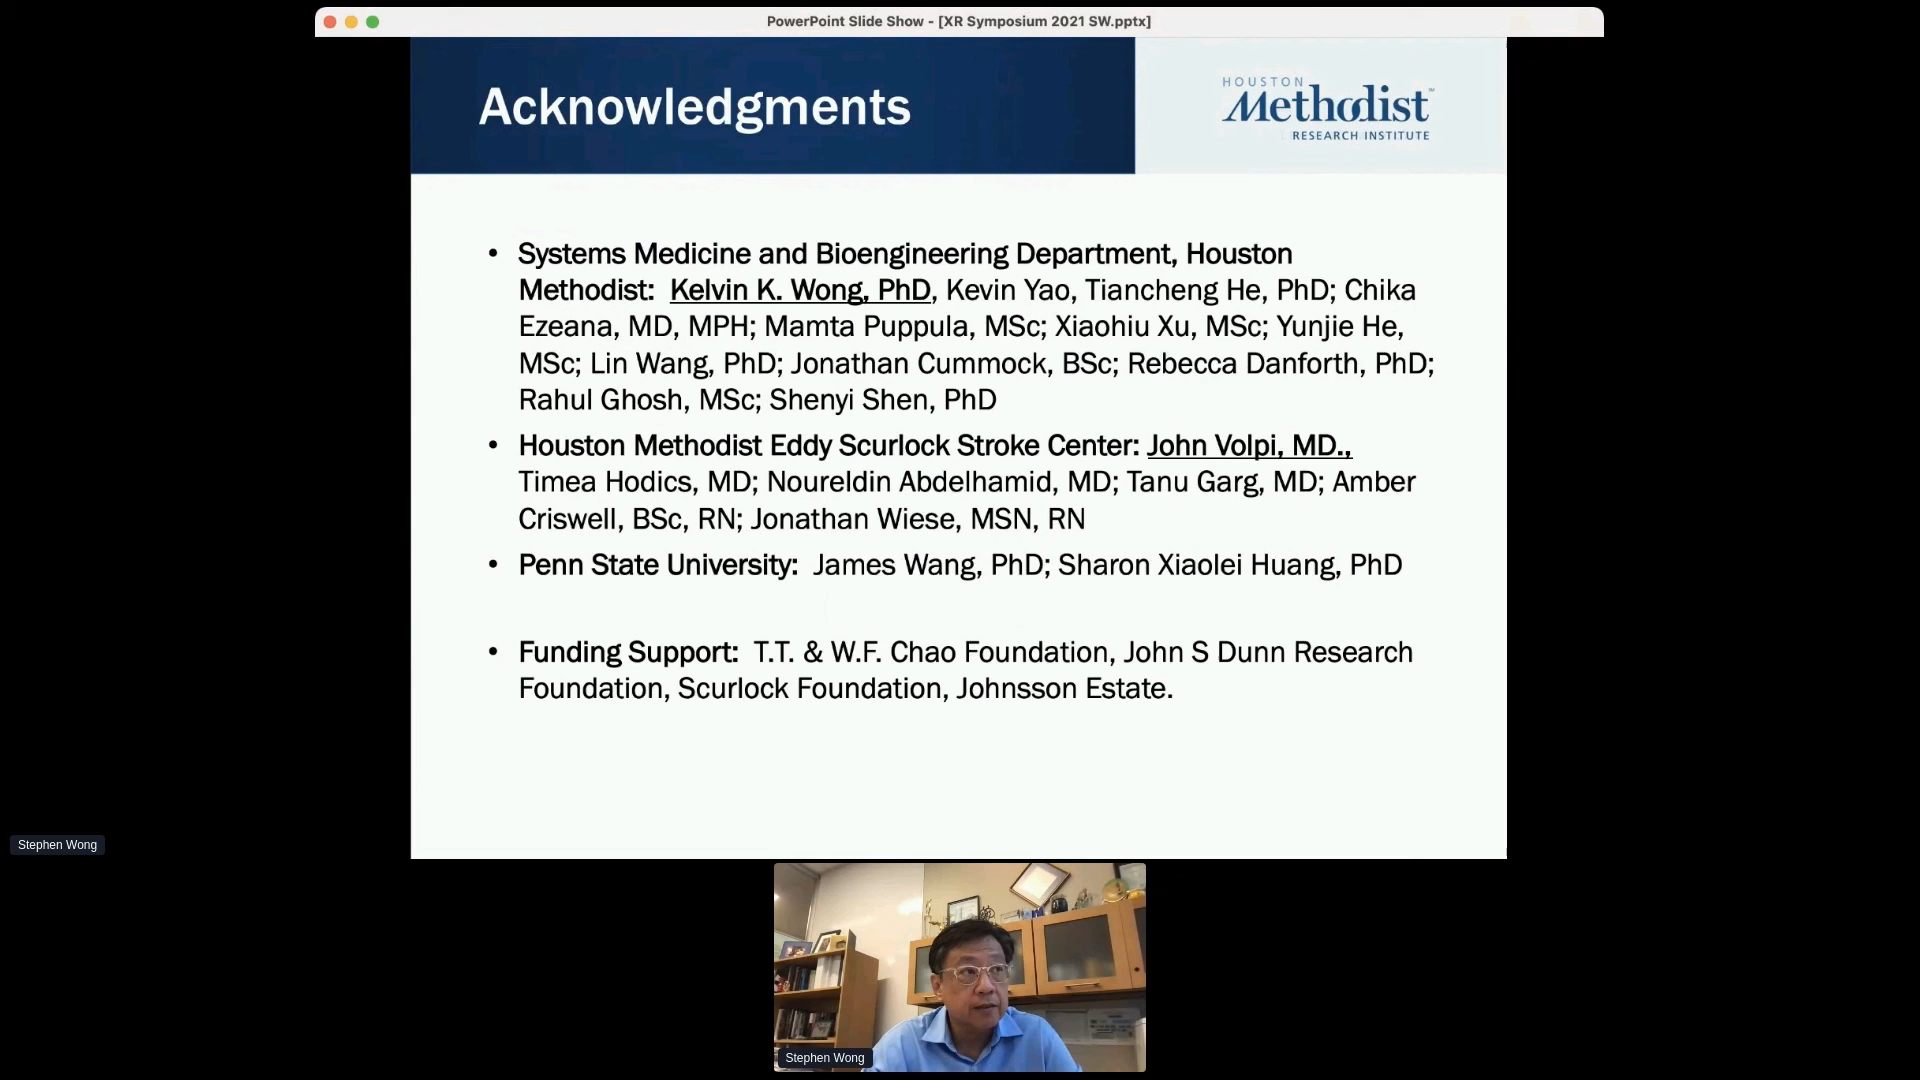 PowerPoint Slide Show - [XR Symposium 2021 SW.pptx]
Acknowledgments
HOUSTON
Methodist™
RESEARCH INSTITUTE
• Systems Medicine and Bioengineering Department, Houston
Methodist: Kelvin K. Wong, PhD, Kevin Yao, Tiancheng He, PhD; Chika
Ezeana, MD, MPH; Mamta Puppula, MSc; Xiaohiu Xu, MSc; Yunjie He,
MSc; Lin Wang, PhD; Jonathan Cummock, BSc; Rebecca Danforth, PhD;
Rahul Ghosh, MSc; Shenyi Shen, PhD
• Houston Methodist Eddy Scurlock Stroke Center: John Volpi, MD.,
Timea Hodics, MD; Noureldin Abdelhamid, MD; Tanu Garg, MD; Amber
Criswell, BSc, RN; Jonathan Wiese, MSN, RN
• Penn State University: James Wang, PhD; Sharon Xiaolei Huang, PhD
• Funding Support: T.T. & W.F. Chao Foundation, John S Dunn Research
Foundation, Scurlock Foundation, Johnsson Estate.
Stephen Wong
Stephen Wong